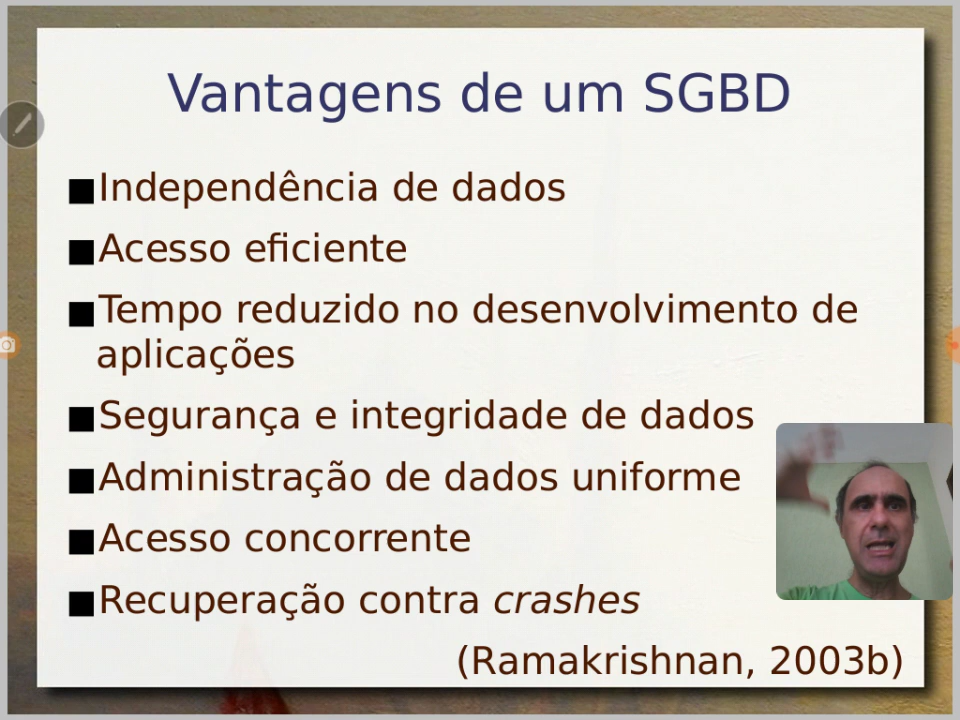 Vantagens de um SGBD
■Independência de dados
■Acesso eficiente
■Tempo reduzido no desenvolvimento de
aplicações
■Segurança e integridade de dados
■Administração de dados uniforme
■Acesso concorrente
■Recuperação contra crashes
(Ramakrishnan, 2003b)